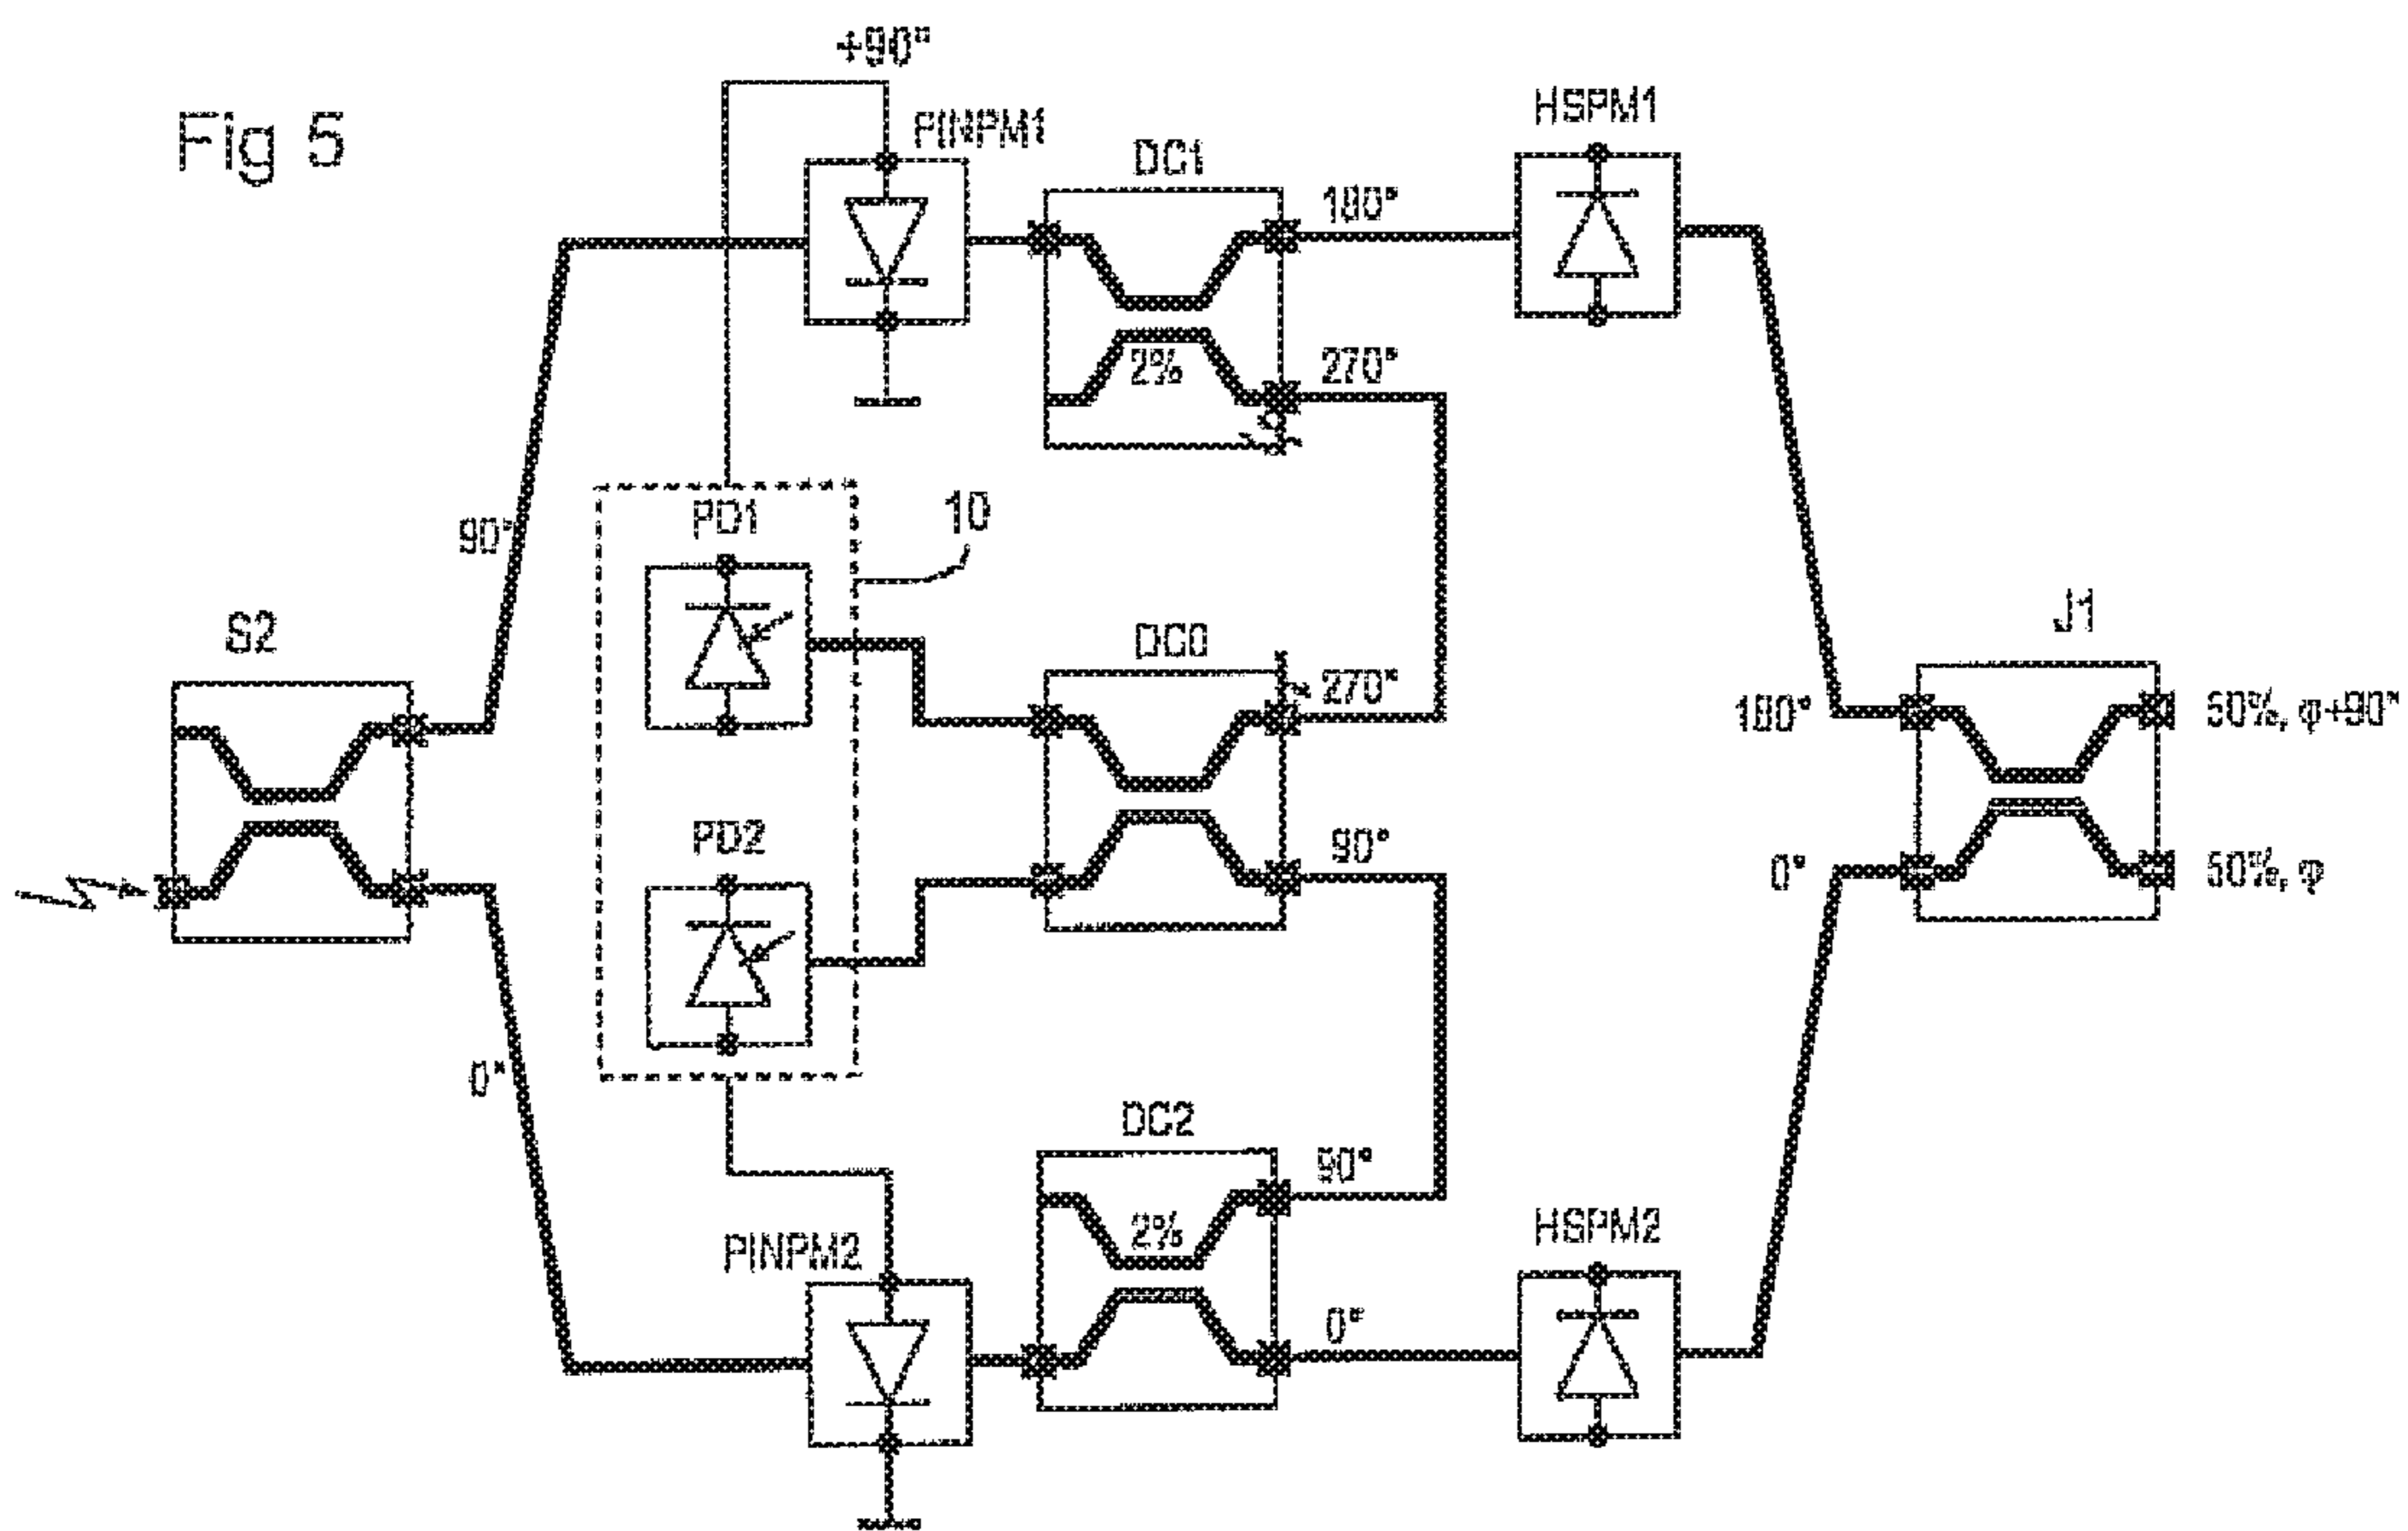 Fig 5
+90°
PINPM1
DC1
HSPM1
180°
2%
270°
90°
PD1
10
S2
DC0
270°
J1
180°
50%, φ+90°
PD2
90°
0°
50%, φ
0°
DC2
90°
2%
PINPM2
HSPM2
0°